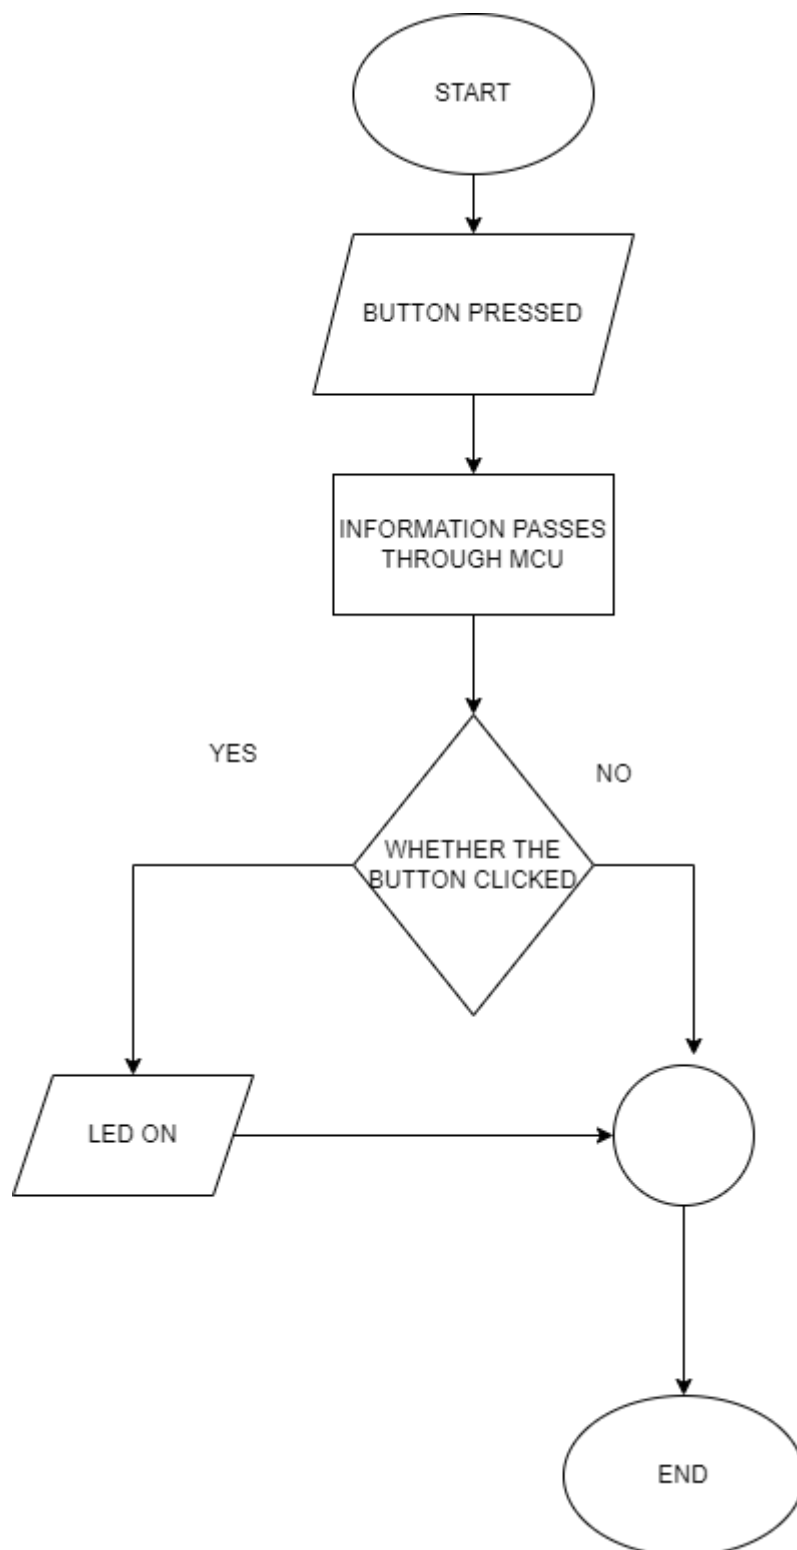 START
BUTTON PRESSED
INFORMATION PASSES
THROUGH MCU
YES
NO
WHETHER THE
BUTTON CLICKED
LED ON
END